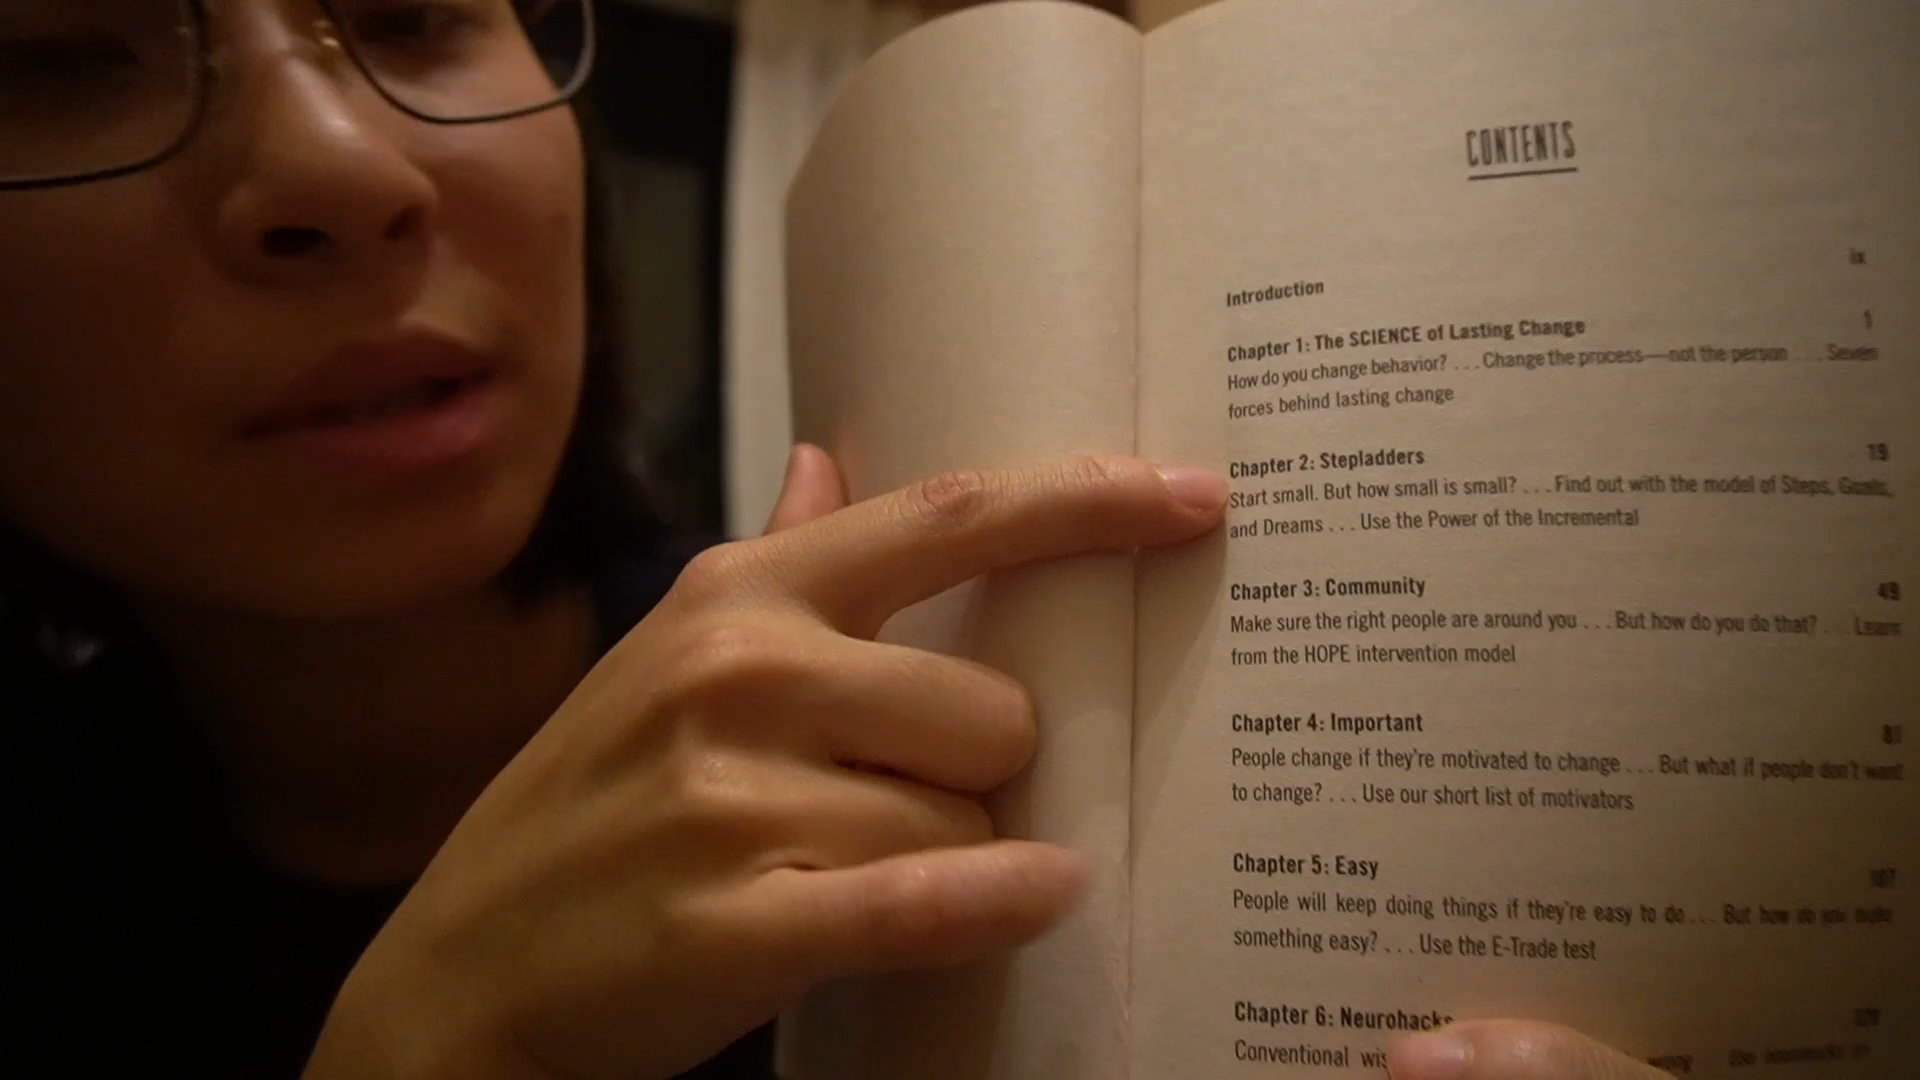 CONTENTS
Introduction ix
Chapter 1: The SCIENCE of Lasting Change 1
How do you change behavior? . . . Change the process—not the person . . . Seven
forces behind lasting change
Chapter 2: Stepladders 19
Start small. But how small is small? . . . Find out with the model of Steps, Goals,
and Dreams . . . Use the Power of the Incremental
Chapter 3: Community 49
Make sure the right people are around you . . . But how do you do that? . . . Learn
from the HOPE intervention model
Chapter 4: Important 81
People change if they're motivated to change . . . But what if people don't want
to change? . . . Use our short list of motivators
Chapter 5: Easy 107
People will keep doing things if they're easy to do . . . But how do you make
something easy? . . . Use the E-Trade test
Chapter 6: Neurohacks
Conventional wrong